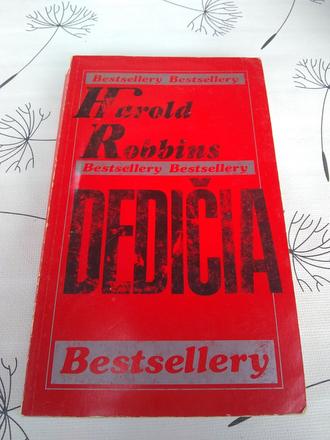 Bestsellery Bestsellery
Harold
Robbins
Bestsellery Bestsellery
DEDIČIA
Bestsellery